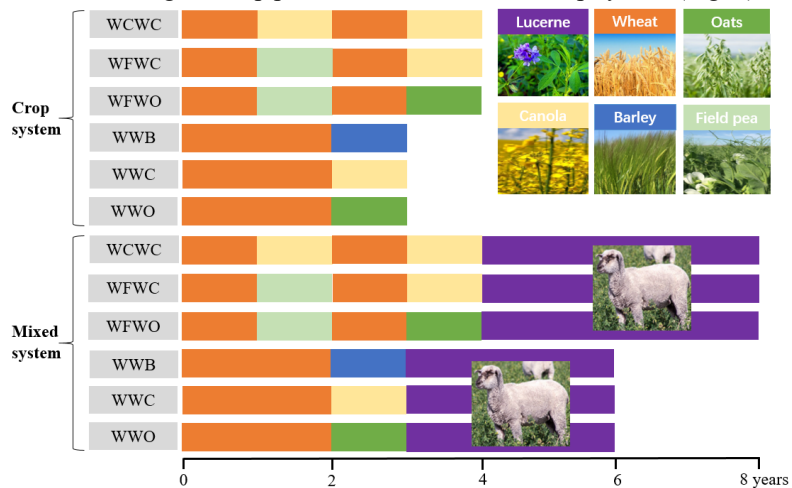 WCWC
WFWC
WFWO
WWB
WWC
WWO
Crop
system
Lucerne
Wheat
Oats
Canola
Barley
Field pea
WCWC
WFWC
WFWO
WWB
WWC
WWO
Mixed
system
0
2
4
6
8 years